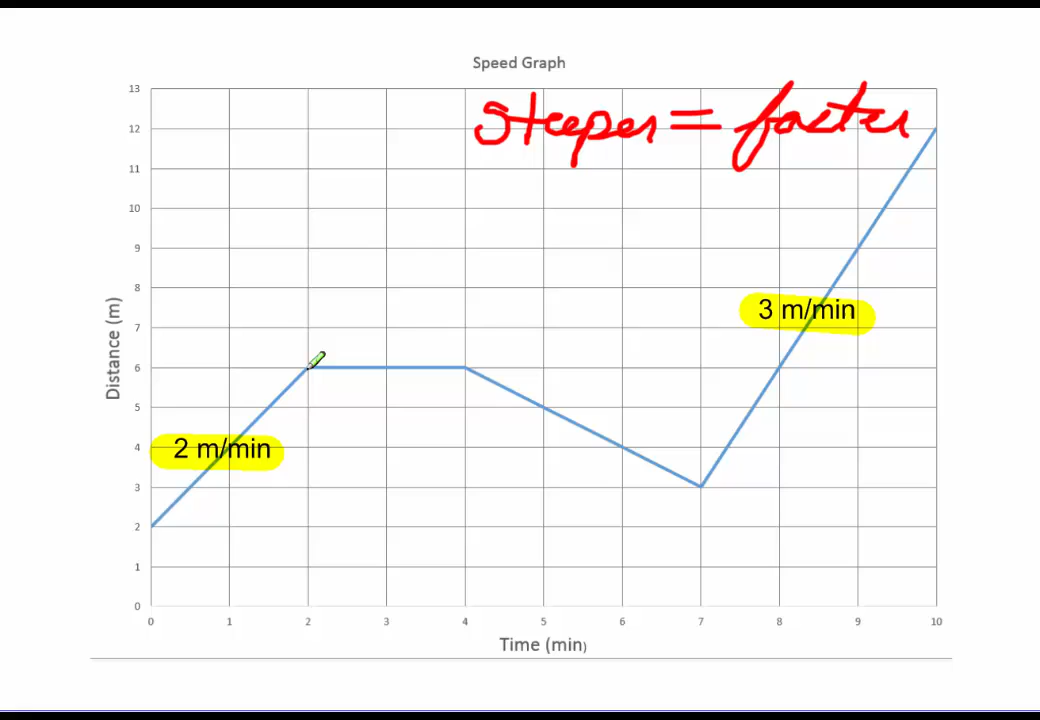 Speed Graph
steeper = faster
13
12
11
10
9
8
7
6
5
4
3
2
1
0
Distance (m)
3 m/min
2 m/min
0 1 2 3 4 5 6 7 8 9 10
Time (min)